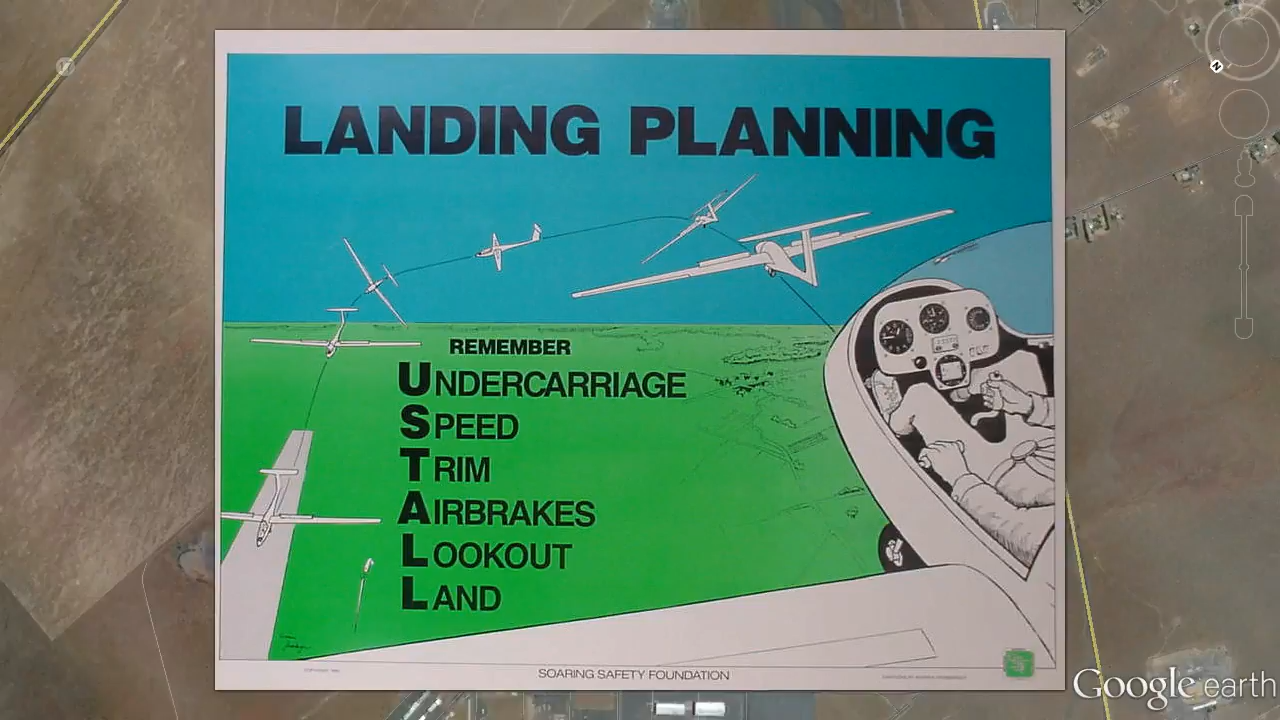 LANDING PLANNING
REMEMBER
UNDERCARRIAGE
SPEED
TRIM
AIRBRAKES
LOOKOUT
LAND
SOARING SAFETY FOUNDATION
Google earth
N